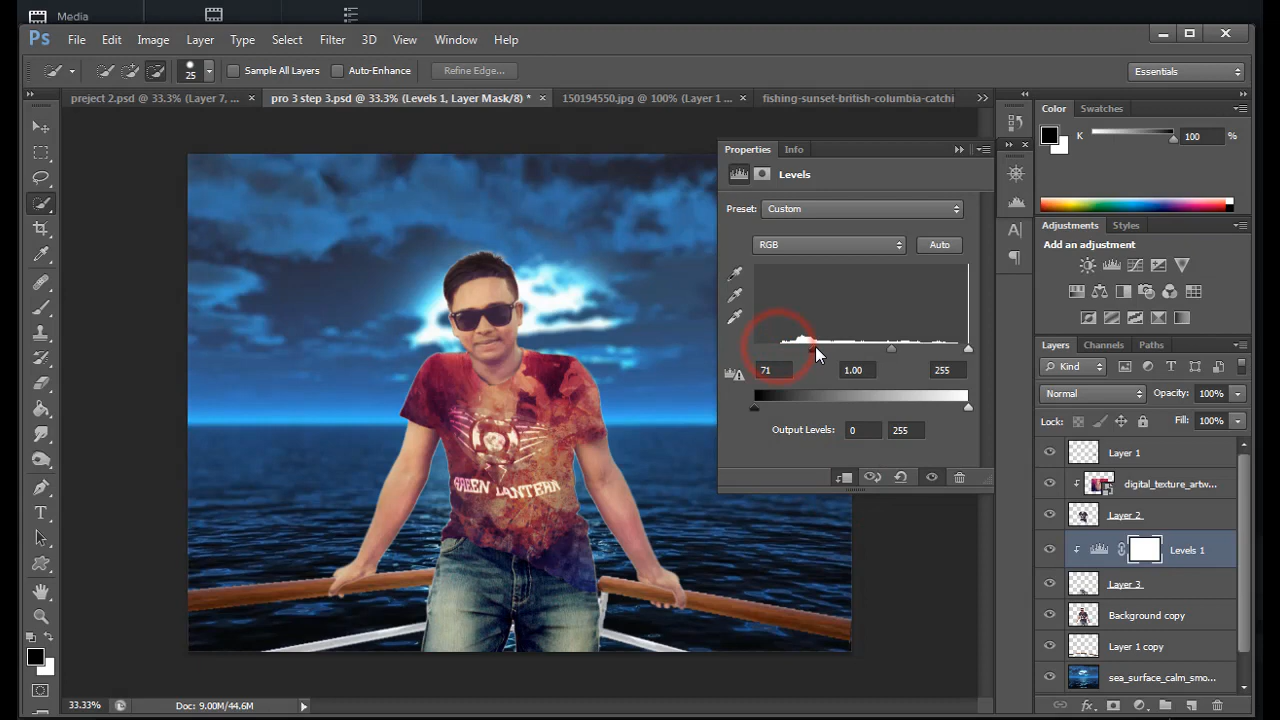 Media
Ps File Edit Image Layer Type Select Filter 3D View Window Help
25 Sample All Layers Auto-Enhance Refine Edge... Essentials
preject 2.psd @ 33.3% (Layer 7, ... × pro 3 step 3.psd @ 33.3% (Levels 1, Layer Mask/8) * × 150194550.jpg @ 100% (Layer 1 ... × fishing-sunset-british-columbia-catchi
Color Swatches
K 100 %
Properties Info
Levels
Preset: Custom
RGB Auto
71 1.00 255
Output Levels: 0 255
Adjustments Styles
Add an adjustment
Layers Channels Paths
Kind
Normal Opacity: 100%
Lock: Fill: 100%
Layer 1
digital_texture_artw...
Layer 2
Levels 1
Layer 3
Background copy
Layer 1 copy
sea_surface_calm_smo...
GREEN LANTERN
33.33% Doc: 9.00M/44.6M